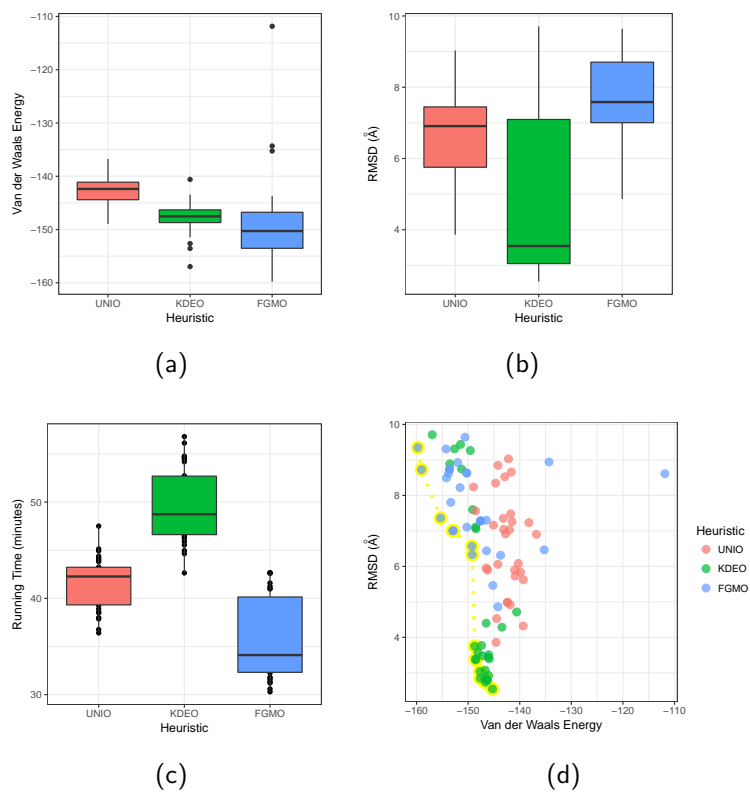 −110
−120
−130
−140
−150
−160
Van der Waals Energy
UNIO KDEO FGMO
Heuristic
(a)
10
8
6
4
RMSD (Å)
UNIO KDEO FGMO
Heuristic
(b)
50
40
30
Running Time (minutes)
UNIO KDEO FGMO
Heuristic
(c)
10
8
6
4
RMSD (Å)
−160 −150 −140 −130 −120 −110
Van der Waals Energy
Heuristic
UNIO
KDEO
FGMO
(d)